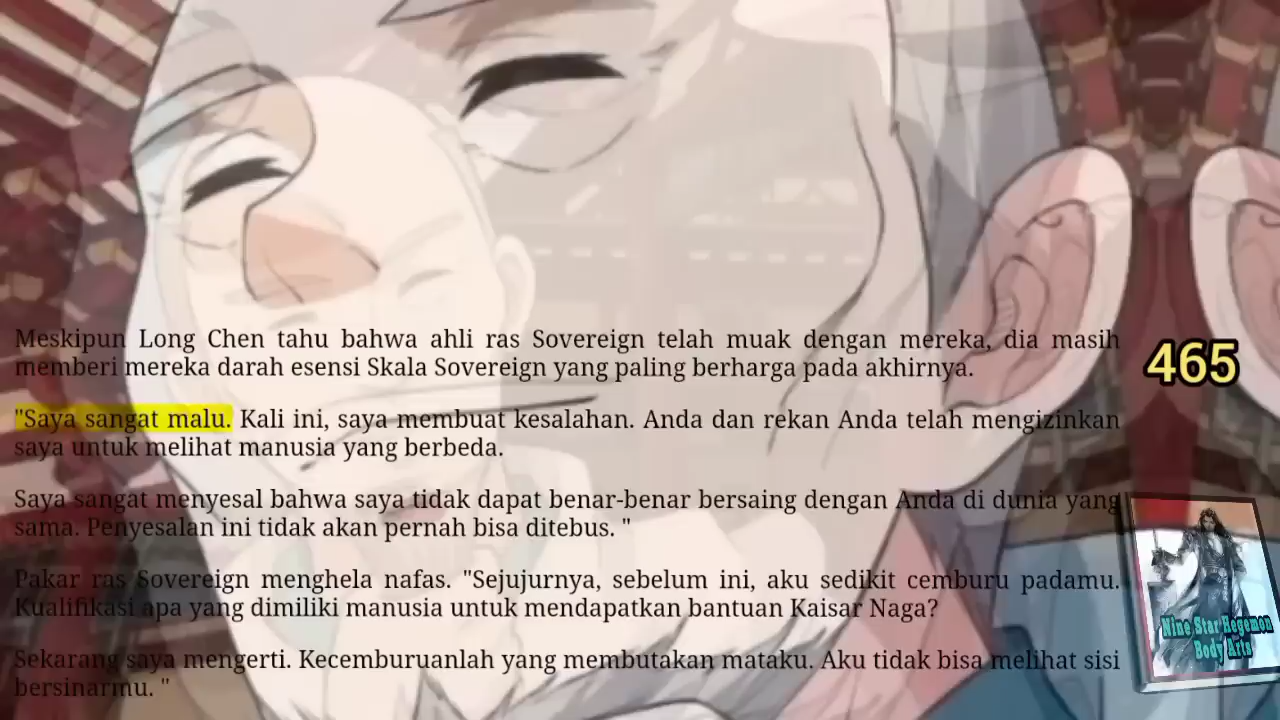 Meskipun Long Chen tahu bahwa ahli ras Sovereign telah muak dengan mereka, dia masih
memberi mereka darah esensi Skala Sovereign yang paling berharga pada akhirnya.
"Saya sangat malu. Kali ini, saya membuat kesalahan. Anda dan rekan Anda telah mengizinkan
saya untuk melihat manusia yang berbeda.
Saya sangat menyesal bahwa saya tidak dapat benar-benar bersaing dengan Anda di dunia yang
sama. Penyesalan ini tidak akan pernah bisa ditebus. "
Pakar ras Sovereign menghela nafas. "Sejujurnya, sebelum ini, aku sedikit cemburu padamu.
Kualifikasi apa yang dimiliki manusia untuk mendapatkan bantuan Kaisar Naga?
Sekarang saya mengerti. Kecemburuanlah yang membutakan mataku. Aku tidak bisa melihat sisi
bersinarmu. "
465
Nine Star Hegemon
Body Arts